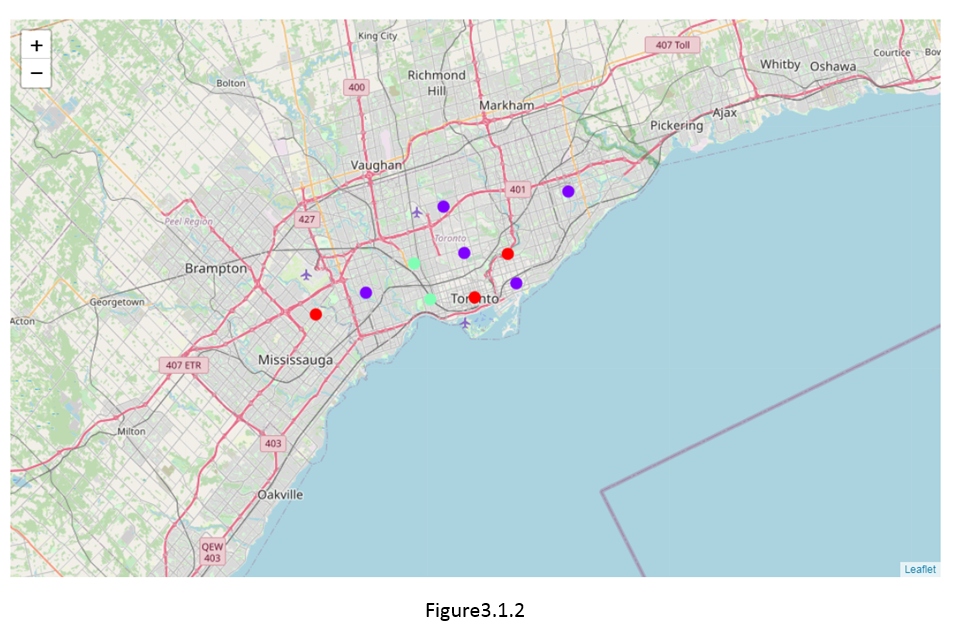 +
−
King City
407 Toll
Courtice
Bow
Whitby
Oshawa
Richmond
Hill
Bolton
400
Markham
Ajax
Pickering
Vaughan
401
427
Peel Region
Toronto
Brampton
Georgetown
Toronto
Acton
Mississauga
407 ETR
Milton
403
Oakville
QEW
403
Leaflet
Figure3.1.2